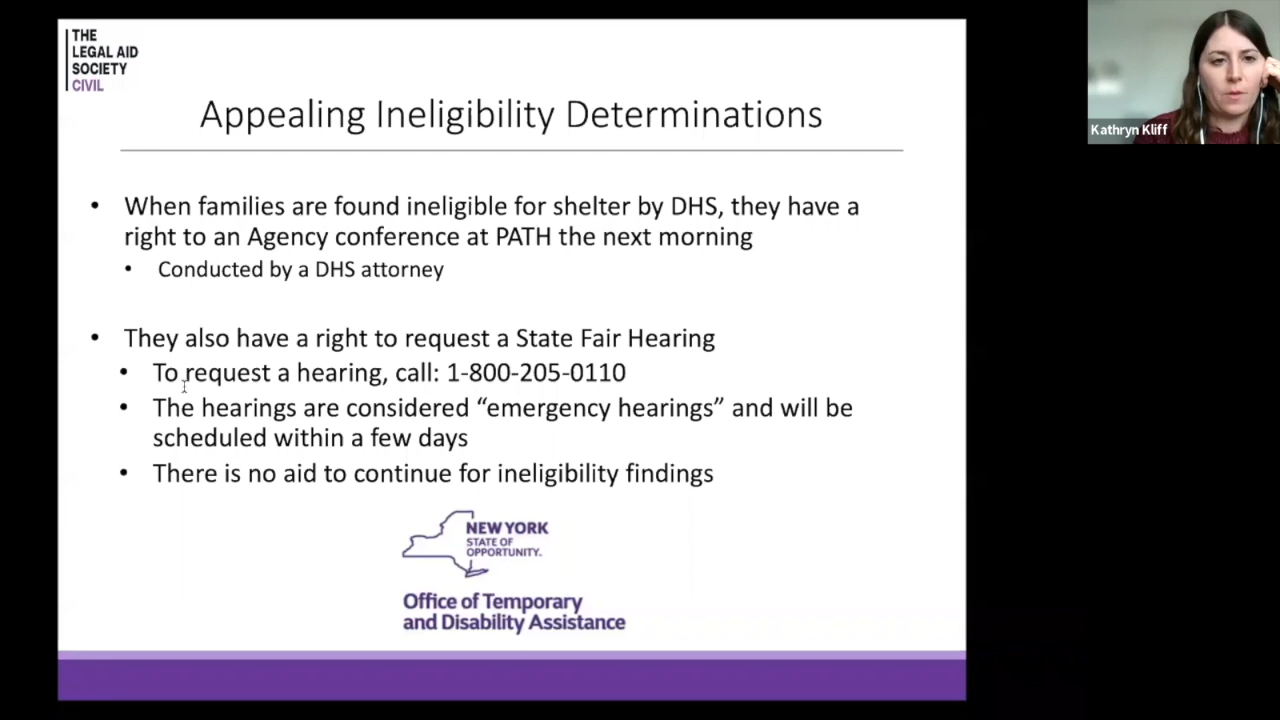 THE
LEGAL AID
SOCIETY
CIVIL
Appealing Ineligibility Determinations
• When families are found ineligible for shelter by DHS, they have a
right to an Agency conference at PATH the next morning
• Conducted by a DHS attorney
• They also have a right to request a State Fair Hearing
• To request a hearing, call: 1-800-205-0110
• The hearings are considered “emergency hearings” and will be
scheduled within a few days
• There is no aid to continue for ineligibility findings
NEW YORK
STATE OF
OPPORTUNITY.
Office of Temporary
and Disability Assistance
Kathryn Kliff